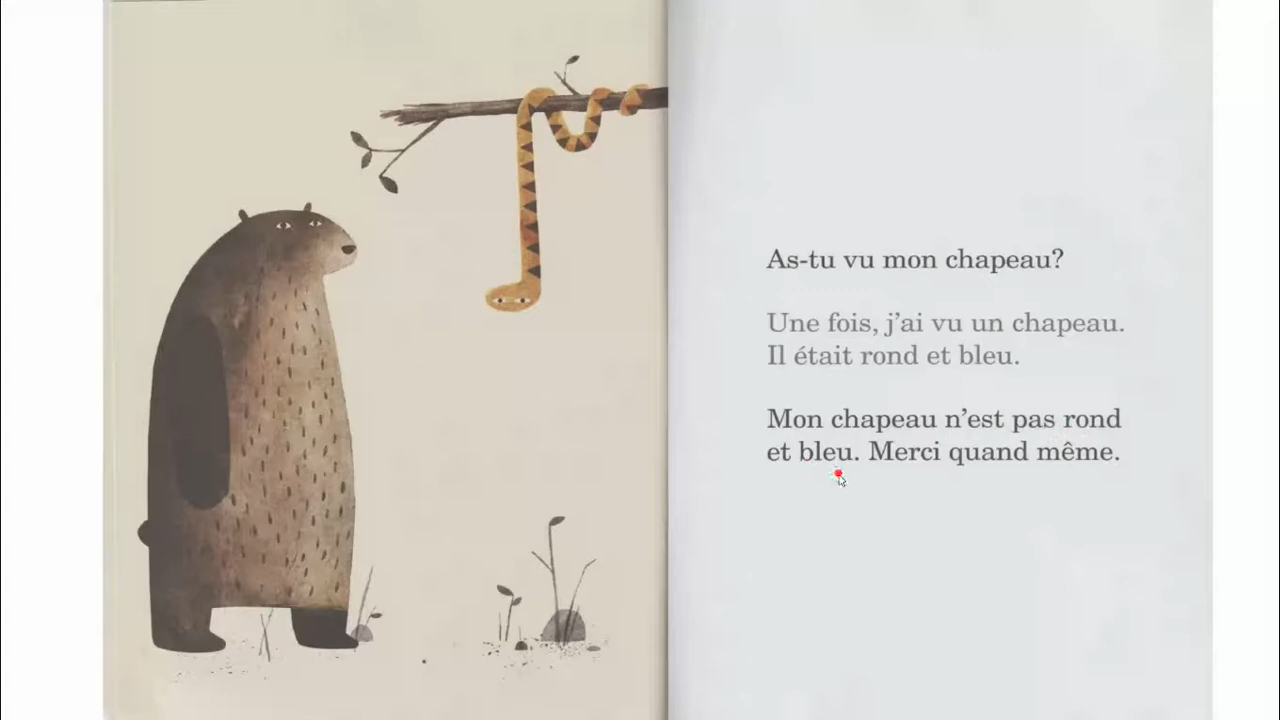 As-tu vu mon chapeau?
Une fois, j'ai vu un chapeau.
Il était rond et bleu.
Mon chapeau n'est pas rond
et bleu. Merci quand même.